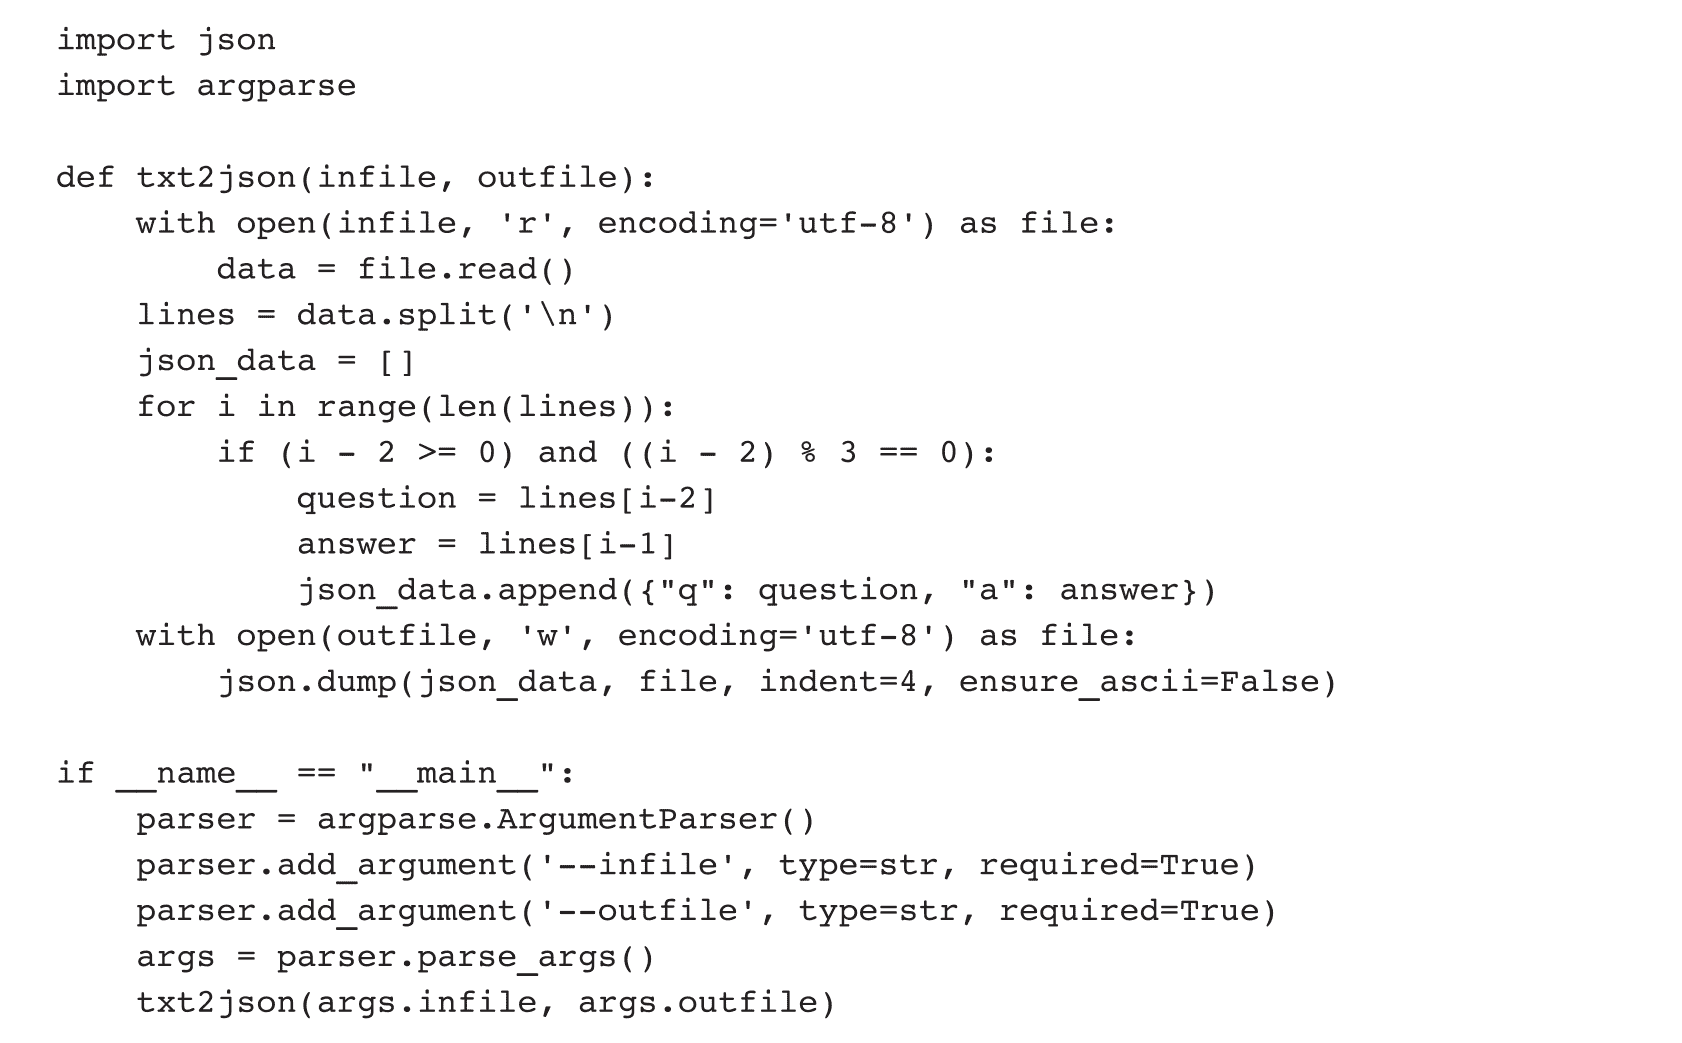 import json
import argparse

def txt2json(infile, outfile):
    with open(infile, 'r', encoding='utf-8') as file:
        data = file.read()
    lines = data.split('\n')
    json_data = []
    for i in range(len(lines)):
        if (i - 2 >= 0) and ((i - 2) % 3 == 0):
            question = lines[i-2]
            answer = lines[i-1]
            json_data.append({"q": question, "a": answer})
    with open(outfile, 'w', encoding='utf-8') as file:
        json.dump(json_data, file, indent=4, ensure_ascii=False)

if __name__ == "__main__":
    parser = argparse.ArgumentParser()
    parser.add_argument('--infile', type=str, required=True)
    parser.add_argument('--outfile', type=str, required=True)
    args = parser.parse_args()
    txt2json(args.infile, args.outfile)